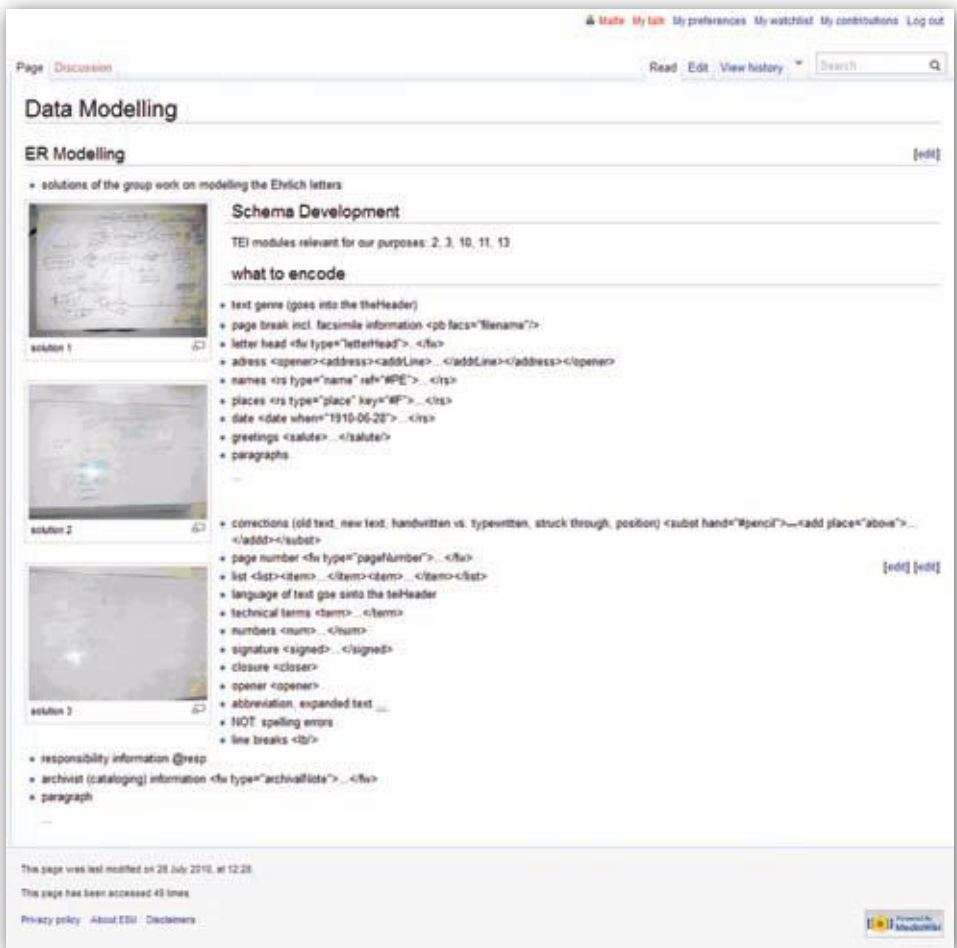 Malte My talk My preferences My watchlist My contributions Log out
Page Discussion Read Edit View history Search
Data Modelling
ER Modelling [edit]
solutions of the group work on modelling the Ehrlich letters
solution 1
solution 2
solution 3
Schema Development
TEI modules relevant for our purposes: 2, 3, 10, 11, 13
what to encode
text genre (goes into the theHeader)
page break incl. facsimile information <pb facs="filename"/>
letter head <fw type="letterHead">...</fw>
adress <opener><address><addrLine>...</addrLine></address></opener>
names <rs type="name" ref="#PE">...</rs>
places <rs type="place" key="#F">...</rs>
date <date when="1910-06-28">...</rs>
greetings <salute>...</salute/>
paragraphs
...
corrections (old text, new text, handwritten vs. typewritten, struck through, position) <subst hand="#pencil">...<add place="above">...
</addd></subst>
page number <fw type="pageNumber">...</fw>
[edit] [edit]
list <list><item>...</item><item>...</item></list>
language of text goe sinto the teiHeader
technical terms <term>...</term>
numbers <num>...</num>
signature <signed>...</signed>
closure <closer>
opener <opener>
abbreviation, expanded text ...
NOT: spelling errors
line breaks <lb/>
responsibility information @resp
archivist (cataloging) information <fw type="archivalNote">...</fw>
paragraph
...
This page was last modified on 28 July 2010, at 12:28.
This page has been accessed 49 times.
Privacy policy About ESU Disclaimers
Powered By
MediaWiki